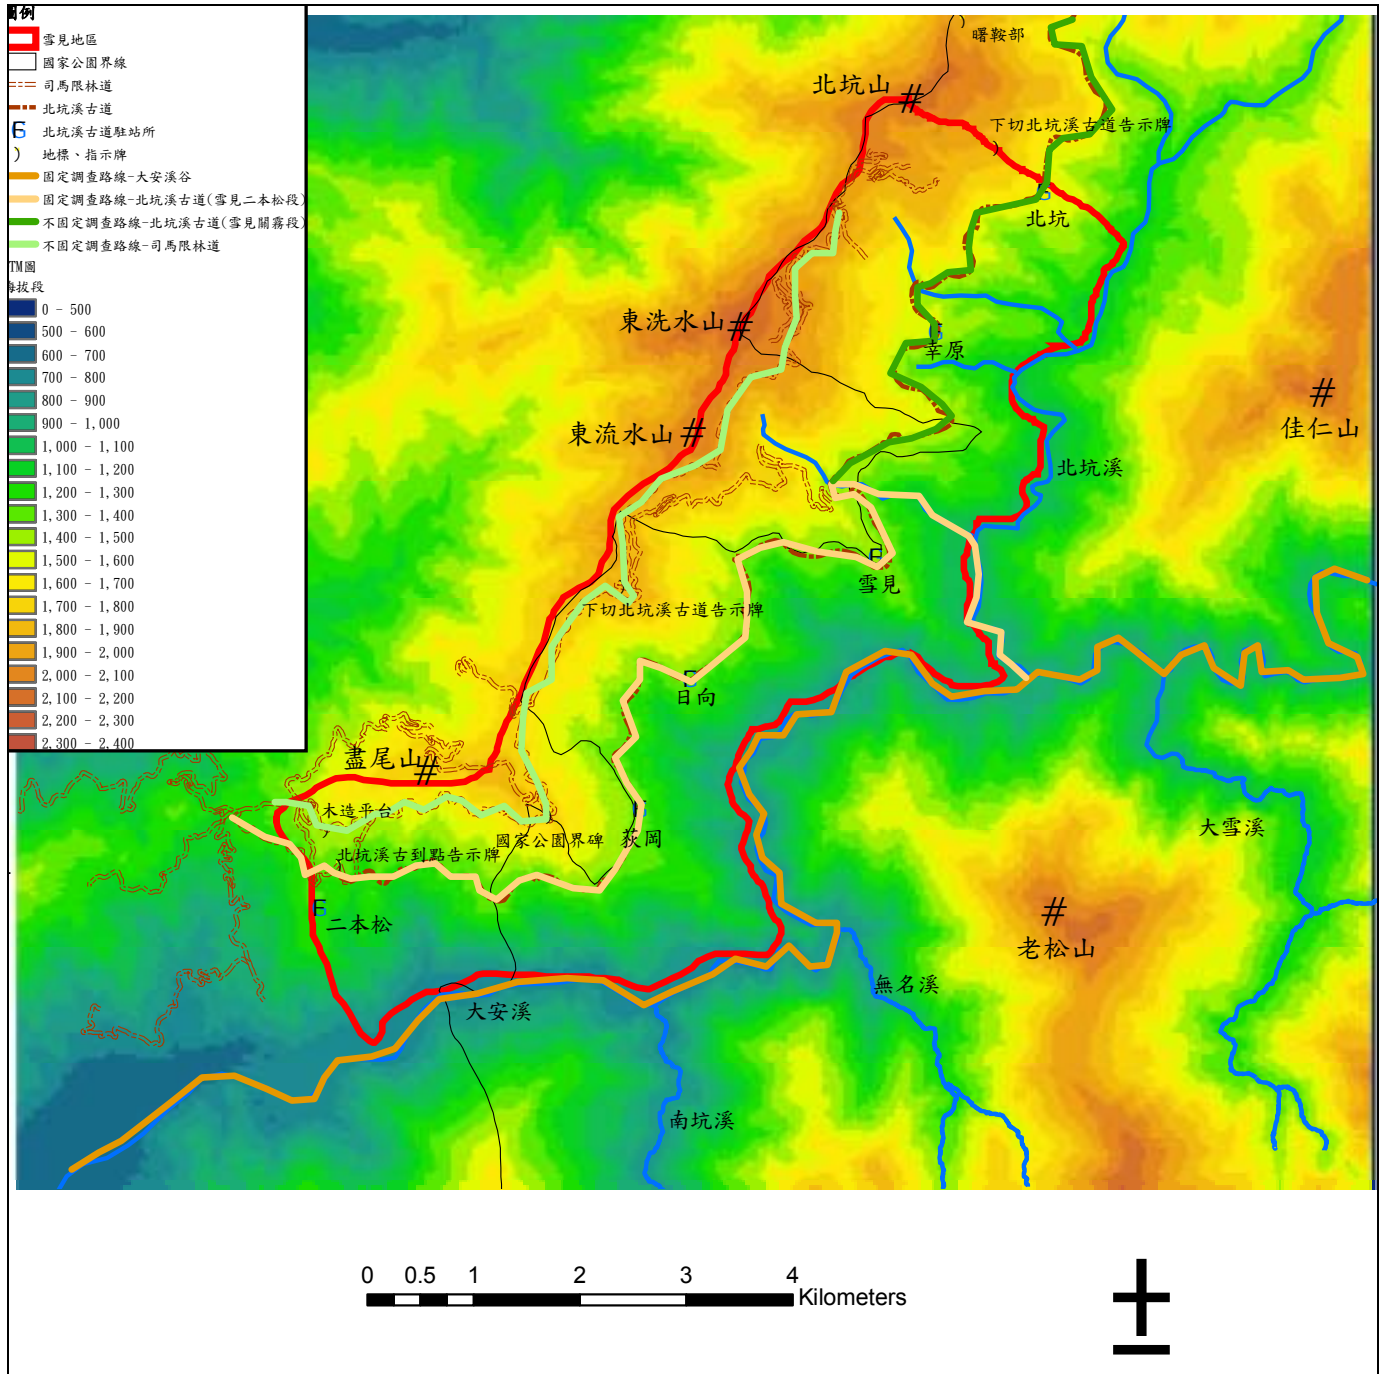 圖例
雪見地區
國家公園界線
司馬限林道
北坑溪古道
北坑溪古道駐站所
地標、指示牌
固定調查路線-大安溪谷
固定調查路線-北坑溪古道(雪見二本松段)
不固定調查路線-北坑溪古道(雪見關霧段)
不固定調查路線-司馬限林道
TM圖
海拔段
0 - 500
500 - 600
600 - 700
700 - 800
800 - 900
900 - 1,000
1,000 - 1,100
1,100 - 1,200
1,200 - 1,300
1,300 - 1,400
1,400 - 1,500
1,500 - 1,600
1,600 - 1,700
1,700 - 1,800
1,800 - 1,900
1,900 - 2,000
2,000 - 2,100
2,100 - 2,200
2,200 - 2,300
2,300 - 2,400
曙鞍部
北坑山
下切北坑溪古道告示牌
北坑
東洗水山
幸原
佳仁山
東流水山
北坑溪
雪見
下切北坑溪古道告示牌
日向
盡尾山
木造平台
國家公園界碑
荻岡
大雪溪
北坑溪古到點告示牌
二本松
老松山
無名溪
大安溪
南坑溪
0 0.5 1 2 3 4
Kilometers